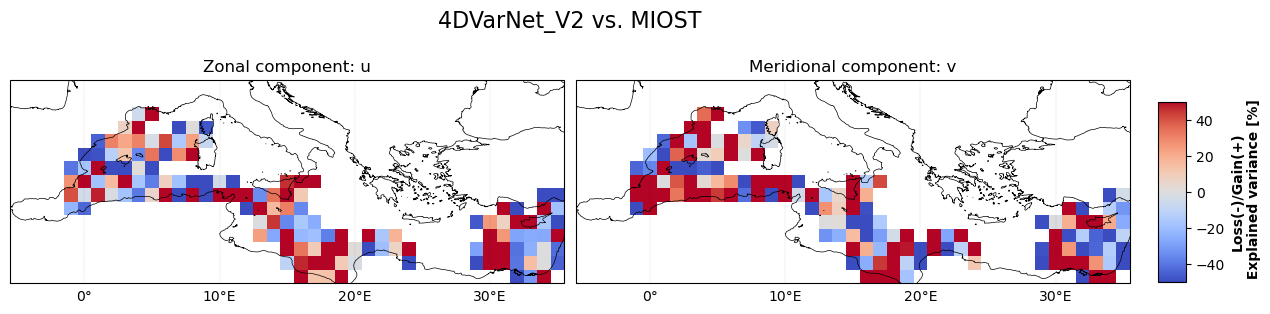 4DVarNet_V2 vs. MIOST
Zonal component: u
Meridional component: v
0°
10°E
20°E
30°E
0°
10°E
20°E
30°E
40
20
0
−20
−40
Loss(-)/Gain(+)
Explained variance [%]